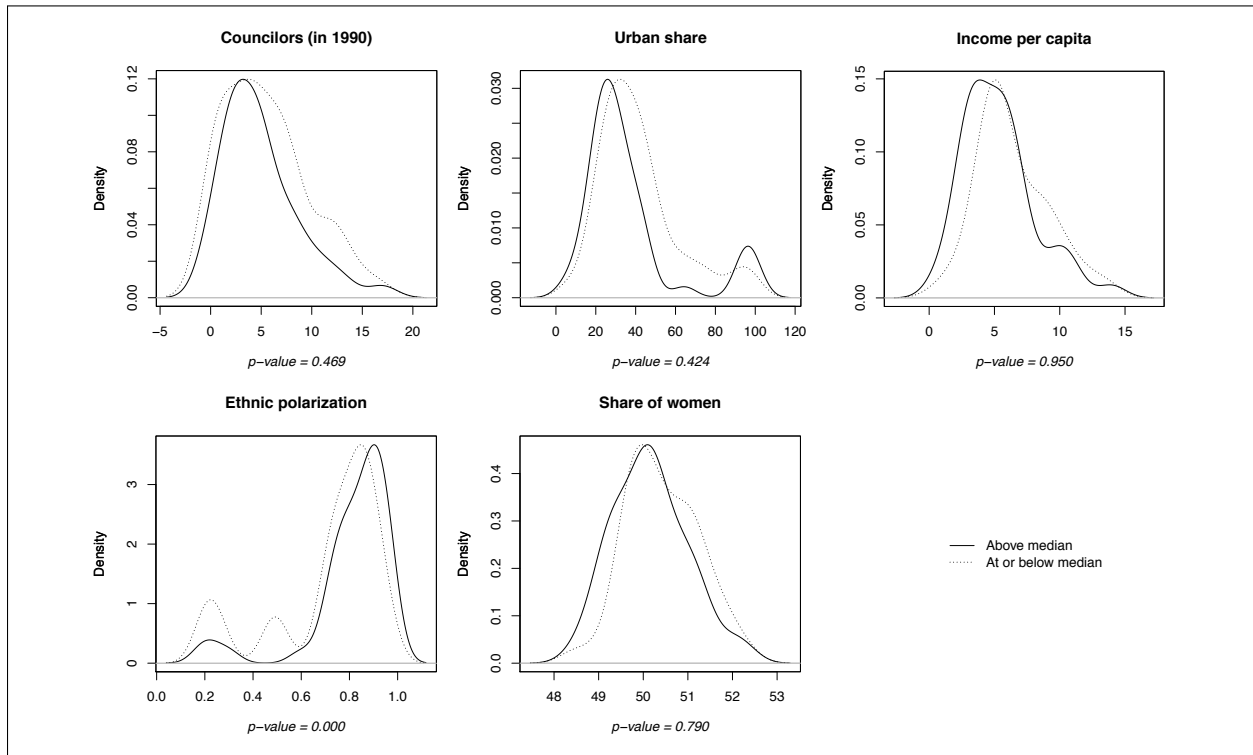 Councilors (in 1990)
Density
0.12
0.08
0.04
0.00
−5 0 5 10 15 20
p−value = 0.469
Urban share
Density
0.030
0.020
0.010
0.000
0 20 40 60 80 100 120
p−value = 0.424
Income per capita
Density
0.15
0.10
0.05
0.00
0 5 10 15
p−value = 0.950
Ethnic polarization
Density
3
2
1
0
0.0 0.2 0.4 0.6 0.8 1.0
p−value = 0.000
Share of women
Density
0.4
0.3
0.2
0.1
0.0
48 49 50 51 52 53
p−value = 0.790
Above median
At or below median